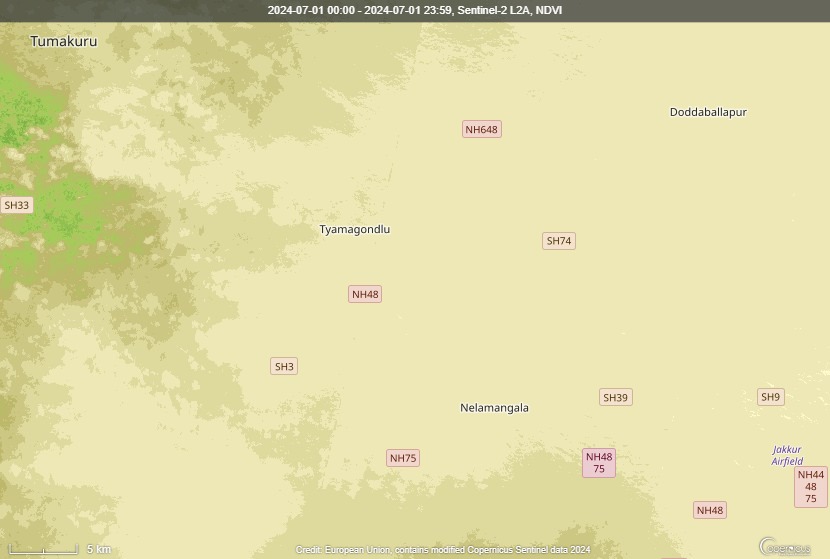 2024-07-01 00:00 - 2024-07-01 23:59, Sentinel-2 L2A, NDVI
Tumakuru
Doddaballapur
NH648
SH33
Tyamagondlu
SH74
NH48
SH3
SH39
SH9
Nelamangala
Jakkur
Airfield
NH75
NH48
75
NH44
48
75
NH48
5 km
Credit: European Union, contains modified Copernicus Sentinel data 2024
opernicus